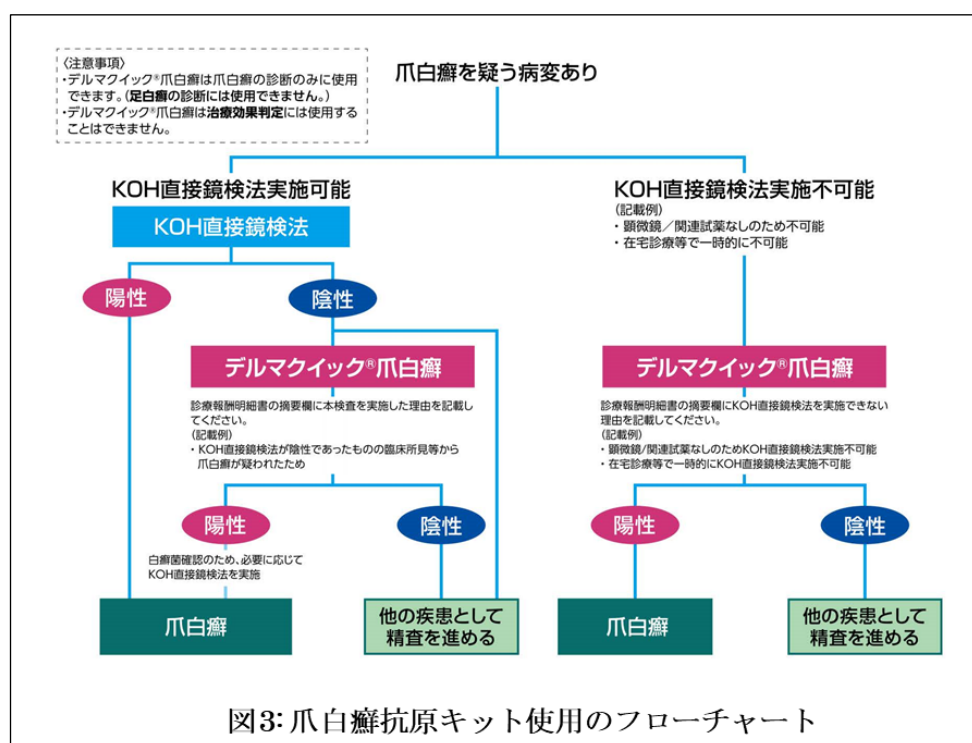 〈注意事項〉
・デルマクイック®爪白癬は爪白癬の診断のみに使用
できます。(足白癬の診断には使用できません。)
・デルマクイック®爪白癬は治療効果判定には使用する
ことはできません。
爪白癬を疑う病変あり
KOH直接鏡検法実施可能
KOH直接鏡検法
陽性
陰性
デルマクイック®爪白癬
診療報酬明細書の摘要欄に本検査を実施した理由を記載し
てください。
(記載例)
・KOH直接鏡検法が陰性であったものの臨床所見等から
爪白癬が疑われたため
陽性
陰性
白癬菌確認のため、必要に応じて
KOH直接鏡検法を実施
爪白癬
他の疾患として
精査を進める
KOH直接鏡検法実施不可能
(記載例)
・顕微鏡/関連試薬なしのため不可能
・在宅診療等で一時的に不可能
デルマクイック®爪白癬
診療報酬明細書の摘要欄にKOH直接鏡検法を実施できない
理由を記載してください。
(記載例)
・顕微鏡/関連試薬なしのためKOH直接鏡検法実施不可能
・在宅診療等で一時的にKOH直接鏡検法実施不可能
陽性
陰性
爪白癬
他の疾患として
精査を進める
図3: 爪白癬抗原キット使用のフローチャート